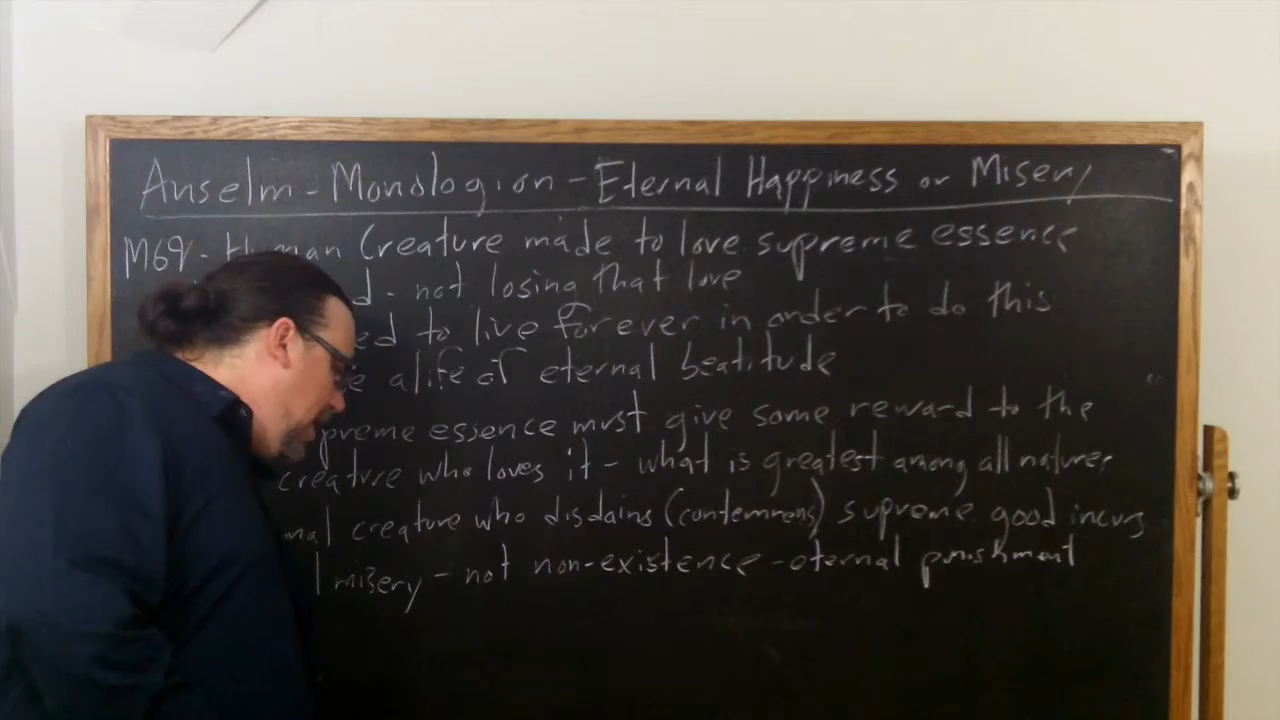 Anselm - Monologion - Eternal Happiness or Misery
M69 - Human Creature made to love supreme essence
d - not losing that love
ed to live forever in order to do this
e a life of eternal beatitude
preme essence must give some reward to the
creature who loves it - what is greatest among all natures
nal creature who disdains (contemnens) supreme good incurs
l misery - not non-existence - eternal punishment